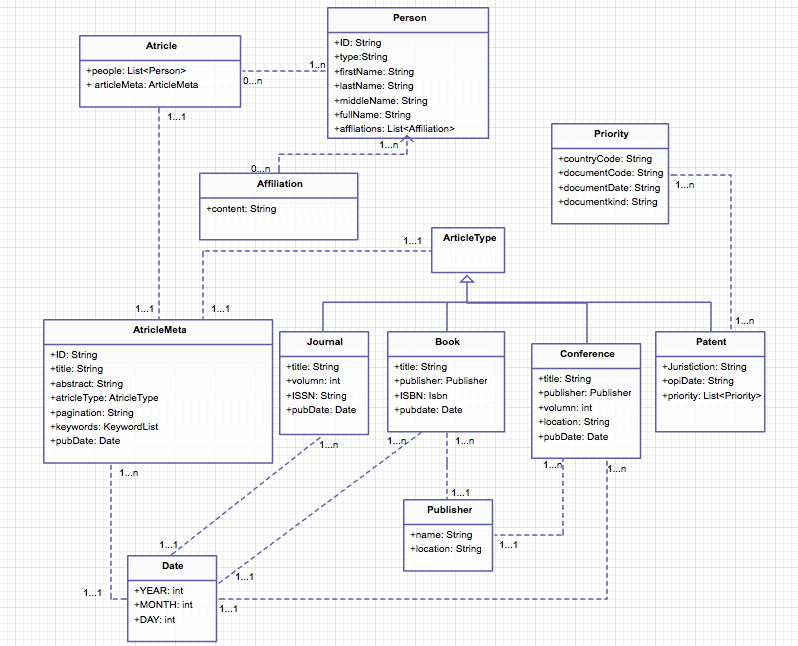 Person
+ID: String
+type:String
+firstName: String
+lastName: String
+middleName: String
+fullName: String
+affliations: List<Affiliation>
Atricle
+people: List<Person>
+ articleMeta: ArticleMeta
1..n
0...n
1...1
1...n
0...n
Affiliation
+content: String
Priority
+countryCode: String
+documentCode: String
+documentDate: String
+documentkind: String
1...n
ArticleType
1...1
1...1
1...1
1...n
AtricleMeta
+ID: String
+title: String
+abstract: String
+atricleType: AtricleType
+pagination: String
+keywords: KeywordList
+pubDate: Date
Journal
+title: String
+volumn: int
+ISSN: String
+pubDate: Date
Book
+title: String
+publisher: Publisher
+ISBN: Isbn
+pubdate: Date
Conference
+title: String
+publisher: Publisher
+volumn: int
+location: String
+pubDate: Date
Patent
+Juristiction: String
+opiDate: String
+priority: List<Priority>
1...n
1...n
1...n
1...n
1...n
1...n
1...1
Publisher
+name: String
+location: String
1...1
1...1
Date
+YEAR: int
+MONTH: int
+DAY: int
1...1
1...1
1...1